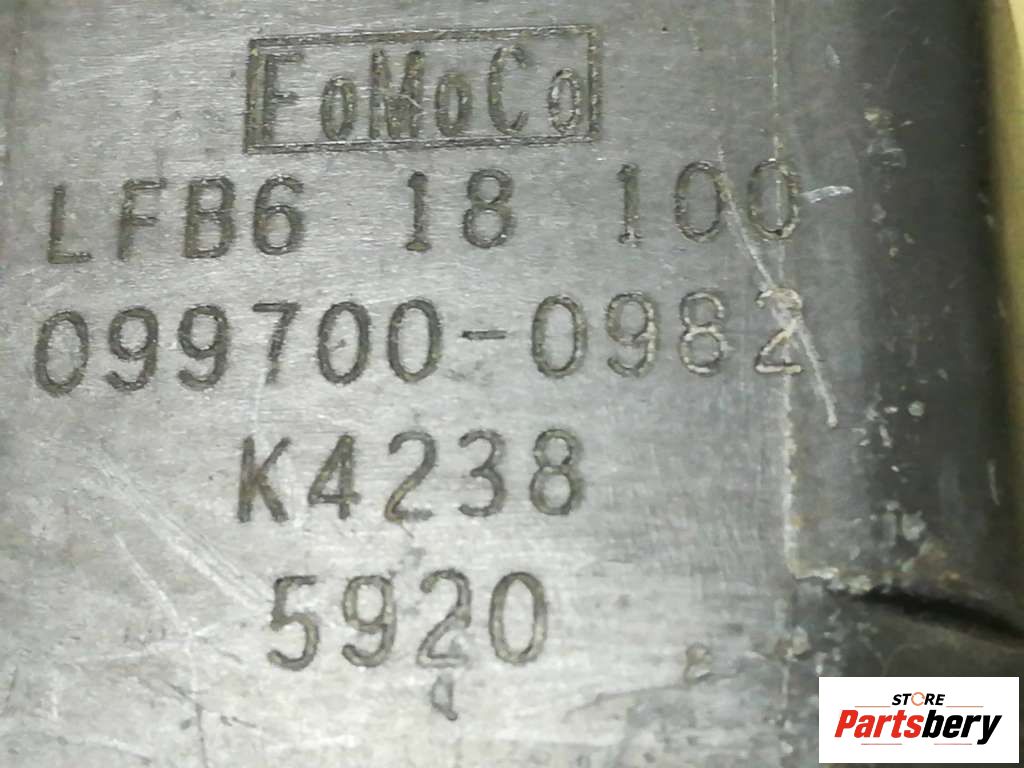 FoMoCo
LFB6 18 100
099700-0982
K4238
5920
STORE
Partsbery